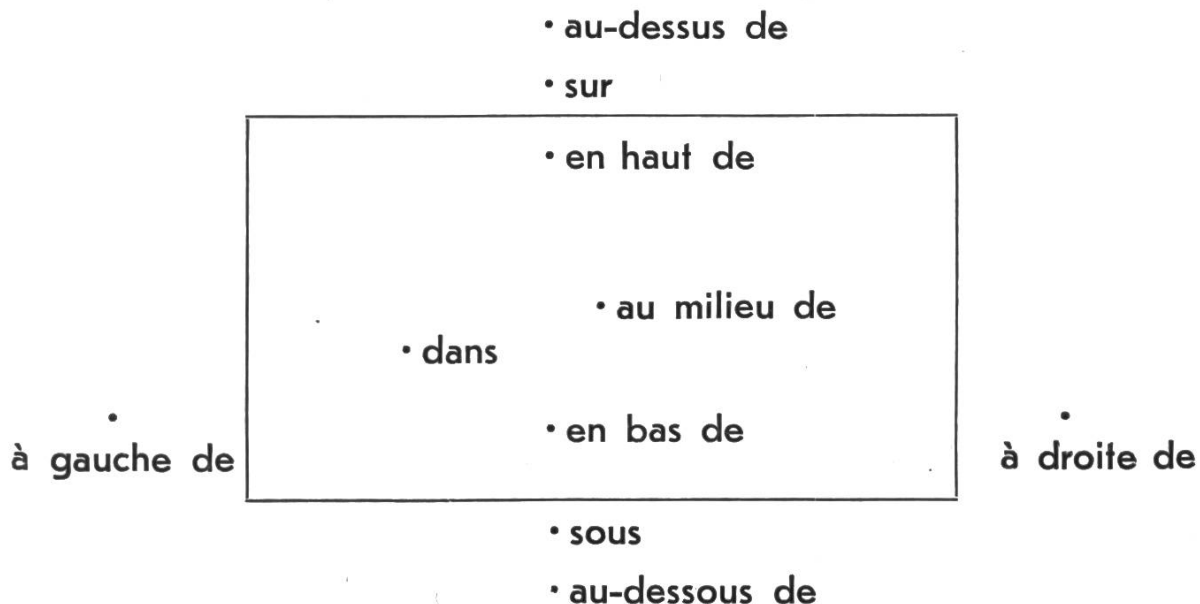 • au-dessus de
• sur
• en haut de
• au milieu de
• dans
• en bas de
à gauche de
à droite de
• sous
• au-dessous de